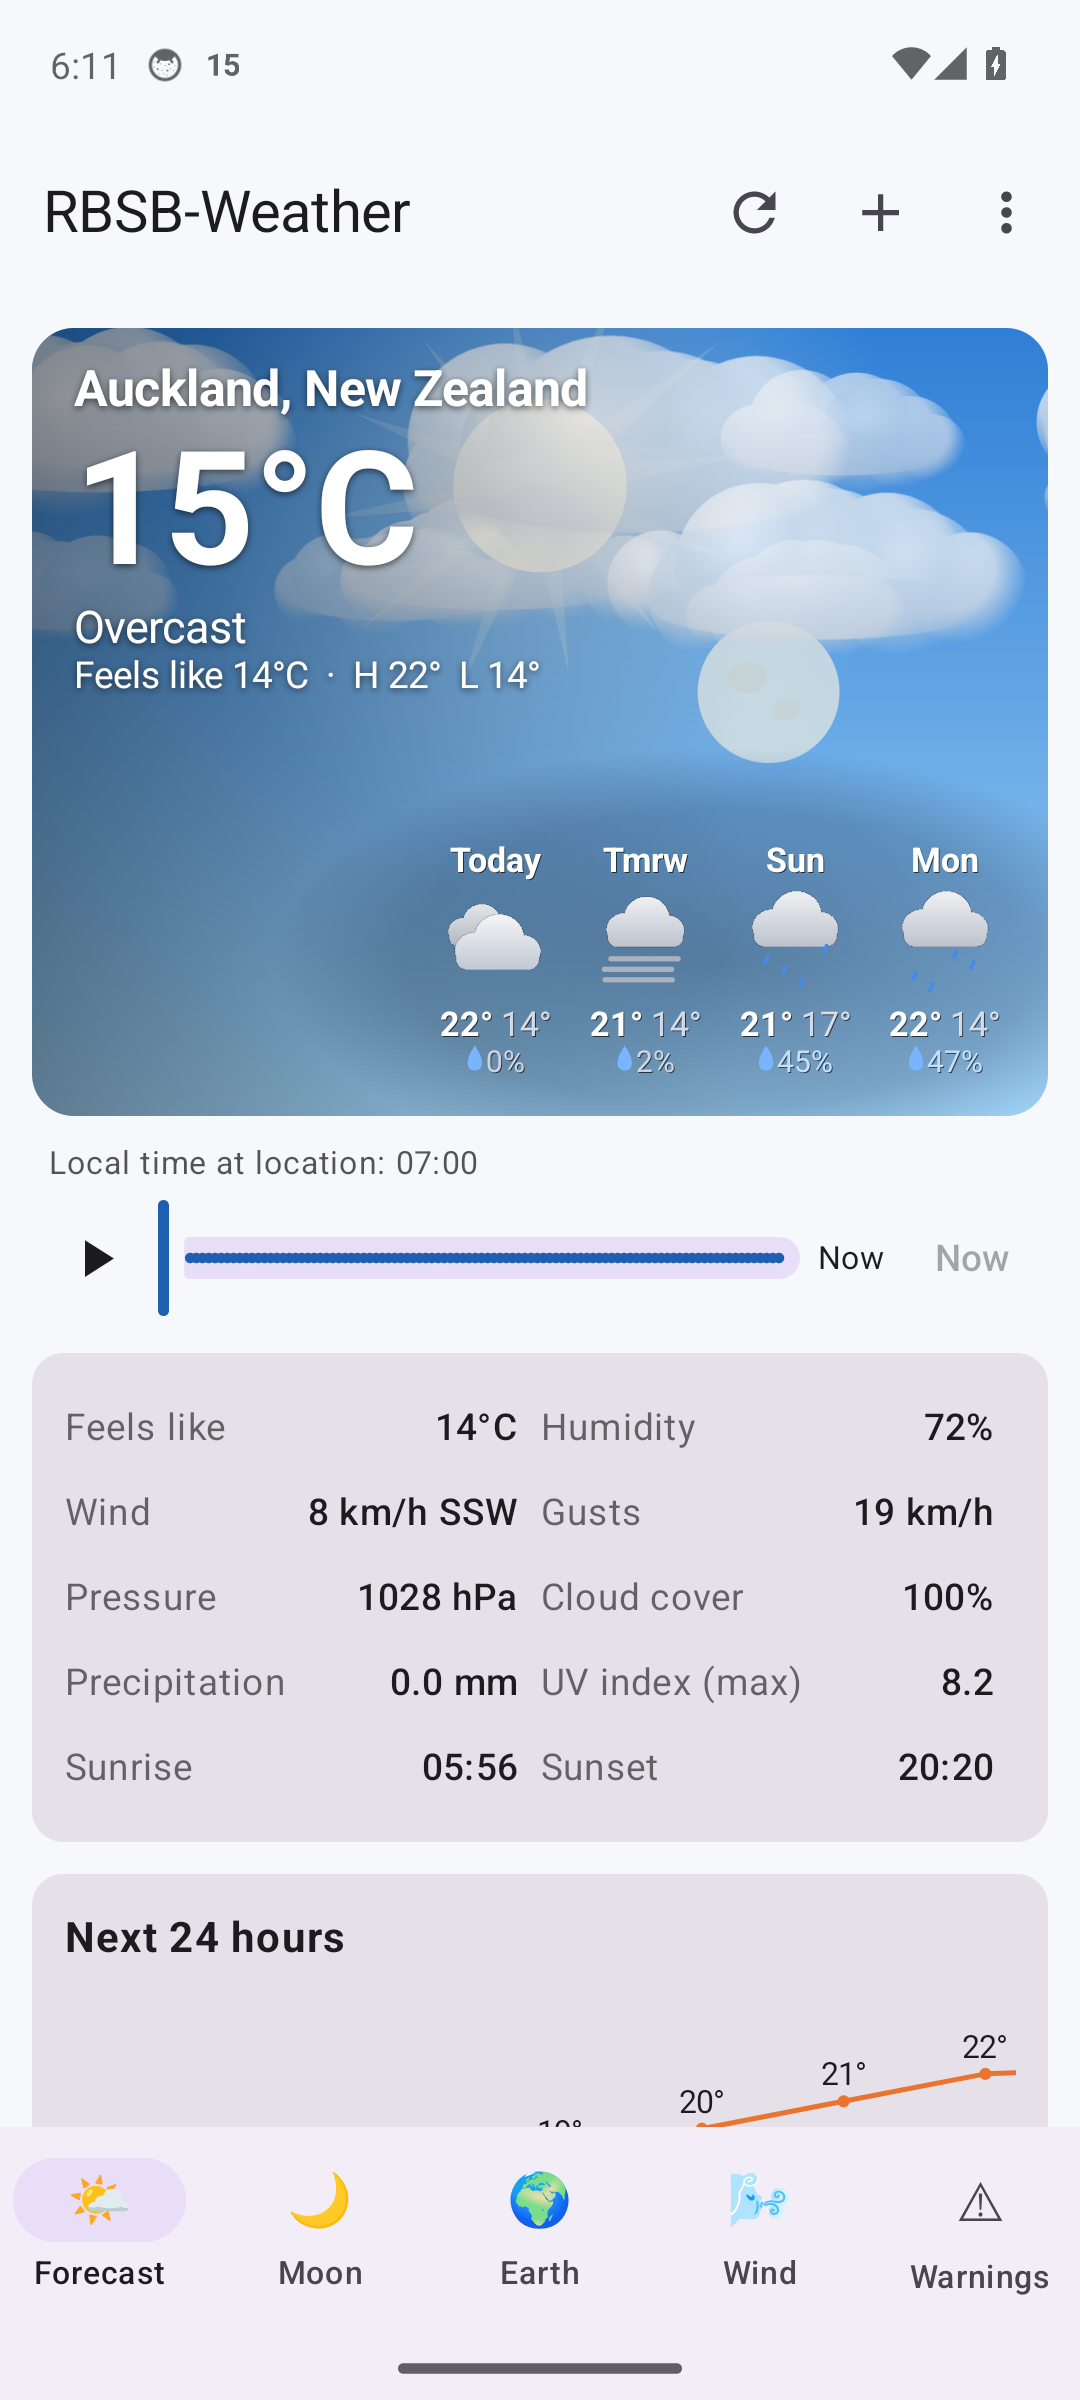 6:11 15
RBSB-Weather
Auckland, New Zealand
15°C
Overcast
Feels like 14°C · H 22° L 14°
Today Tmrw Sun Mon
22° 14° 21° 14° 21° 17° 22° 14°
0% 2% 45% 47%
Local time at location: 07:00
Now Now
Feels like 14°C Humidity 72%
Wind 8 km/h SSW Gusts 19 km/h
Pressure 1028 hPa Cloud cover 100%
Precipitation 0.0 mm UV index (max) 8.2
Sunrise 05:56 Sunset 20:20
Next 24 hours
22°
21°
20°
Forecast Moon Earth Wind Warnings